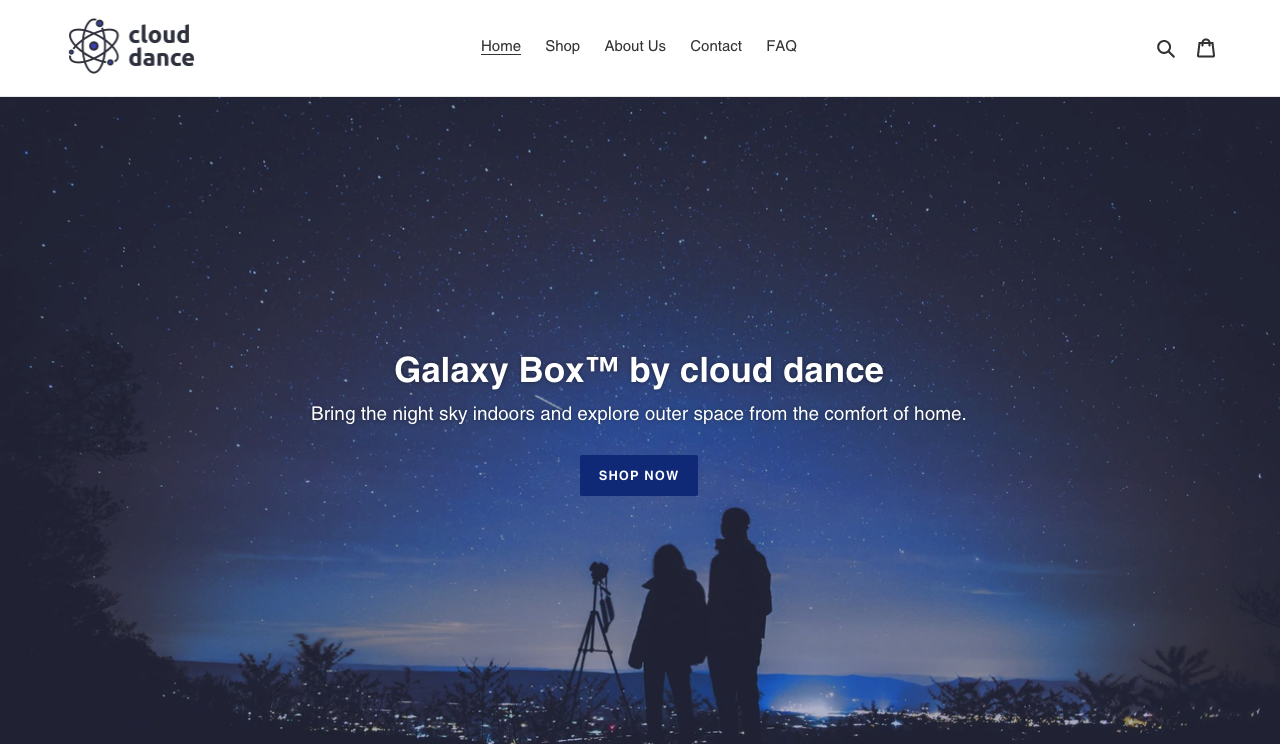 cloud
dance
Home Shop About Us Contact FAQ
Galaxy Box™ by cloud dance
Bring the night sky indoors and explore outer space from the comfort of home.
SHOP NOW